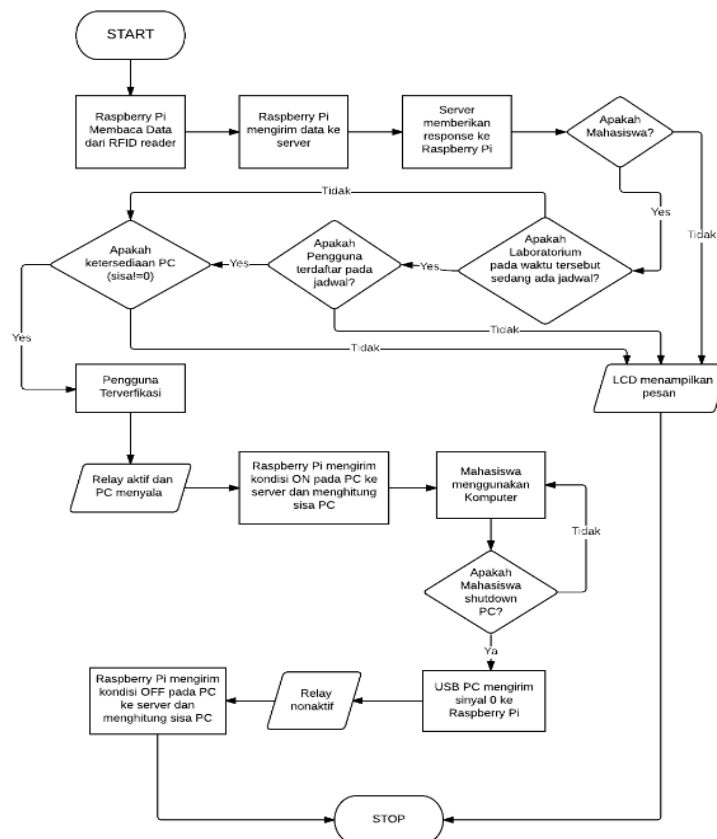 START
Raspberry Pi
Membaca Data
dari RFID reader
Raspberry Pi
mengirim data ke
server
Server
memberikan
response ke
Raspberry Pi
Apakah
Mahasiswa?
Yes
Tidak
Tidak
Apakah
Laboratorium
pada waktu tersebut
sedang ada jadwal?
Yes
Apakah
Pengguna
terdaftar pada
jadwal?
Yes
Tidak
Apakah
ketersediaan PC
(sisa!=0)
Yes
Tidak
LCD menampilkan
pesan
Pengguna
Terverfikasi
Relay aktif dan
PC menyala
Raspberry Pi mengirim
kondisi ON pada PC ke
server dan menghitung
sisa PC
Mahasiswa
menggunakan
Komputer
Tidak
Apakah
Mahasiswa
shutdown
PC?
Ya
USB PC mengirim
sinyal 0 ke
Raspberry Pi
Relay
nonaktif
Raspberry Pi mengirim
kondisi OFF pada PC
ke server dan
menghitung sisa PC
STOP